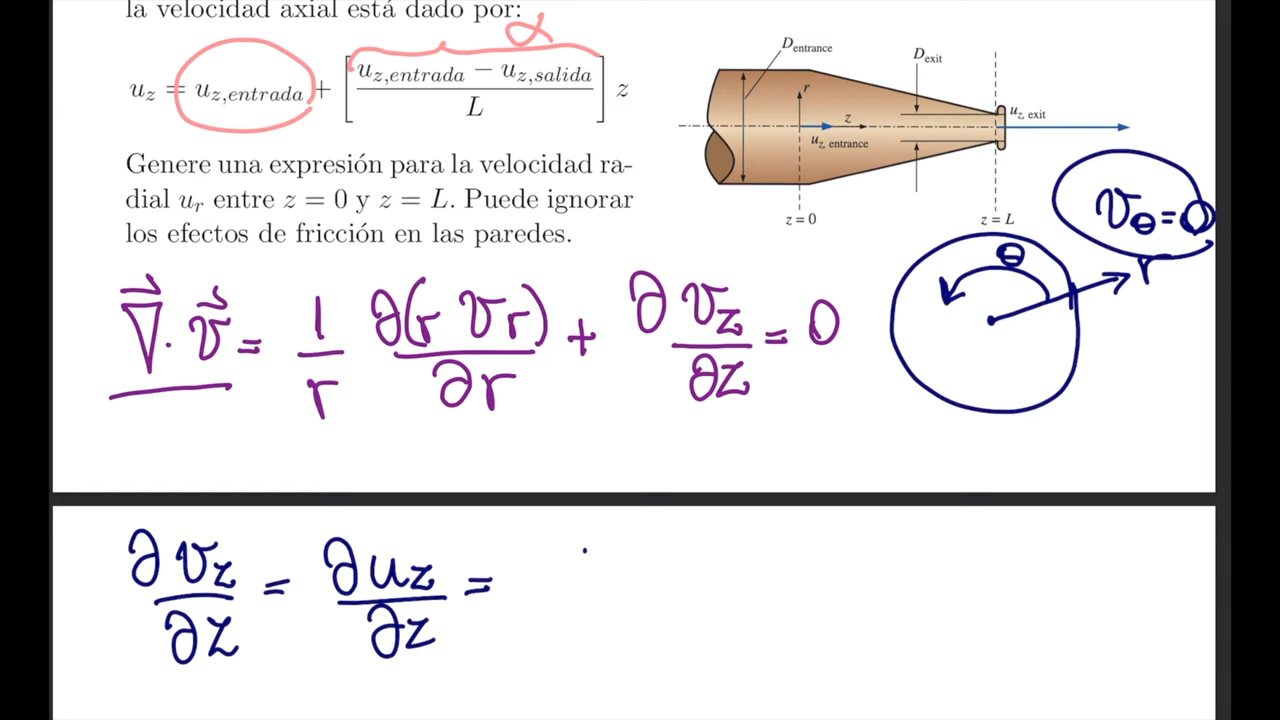 la velocidad axial está dado por:
α
u_z = u_{z,entrada} + [ (u_{z,entrada} − u_{z,salida}) / L ] z
Genere una expresión para la velocidad ra-
dial u_r entre z = 0 y z = L. Puede ignorar
los efectos de fricción en las paredes.
D_entrance
D_exit
r
z
u_{z, exit}
u_{z, entrance}
z = 0
z = L
v_θ = 0
θ
r
∇⃗ · v⃗ = 1/r ∂(r v_r)/∂r + ∂v_z/∂z = 0
∂v_z/∂z = ∂u_z/∂z =